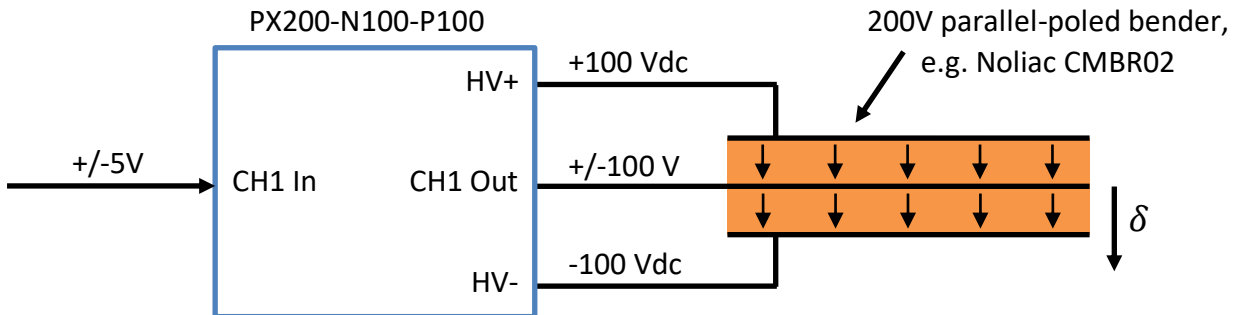 PX200-N100-P100
200V parallel-poled bender,
e.g. Noliac CMBR02
HV+
+100 Vdc
+/-5V
CH1 In
CH1 Out
+/-100 V
δ
HV-
-100 Vdc